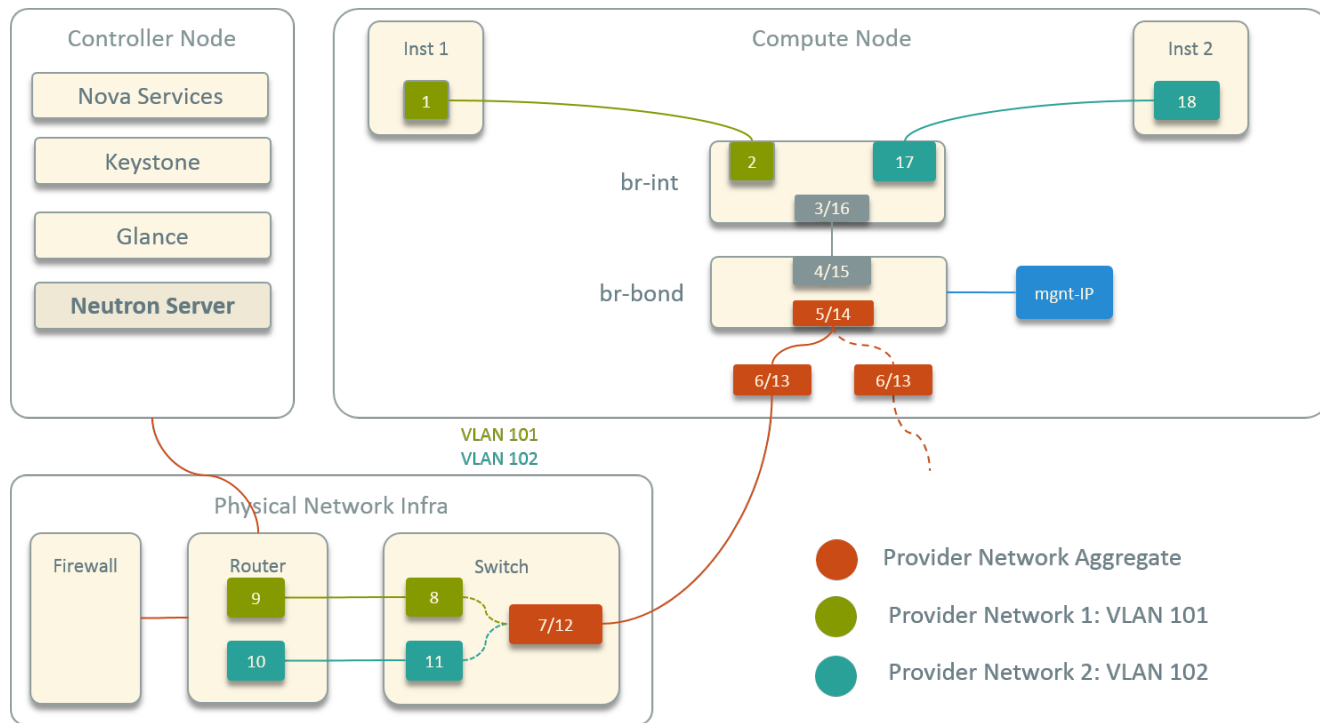 Controller Node
Nova Services
Keystone
Glance
Neutron Server
Compute Node
Inst 1
1
Inst 2
18
br-int
2
17
3/16
br-bond
4/15
5/14
mgnt-IP
6/13
6/13
VLAN 101
VLAN 102
Physical Network Infra
Firewall
Router
9
10
Switch
8
11
7/12
Provider Network Aggregate
Provider Network 1: VLAN 101
Provider Network 2: VLAN 102